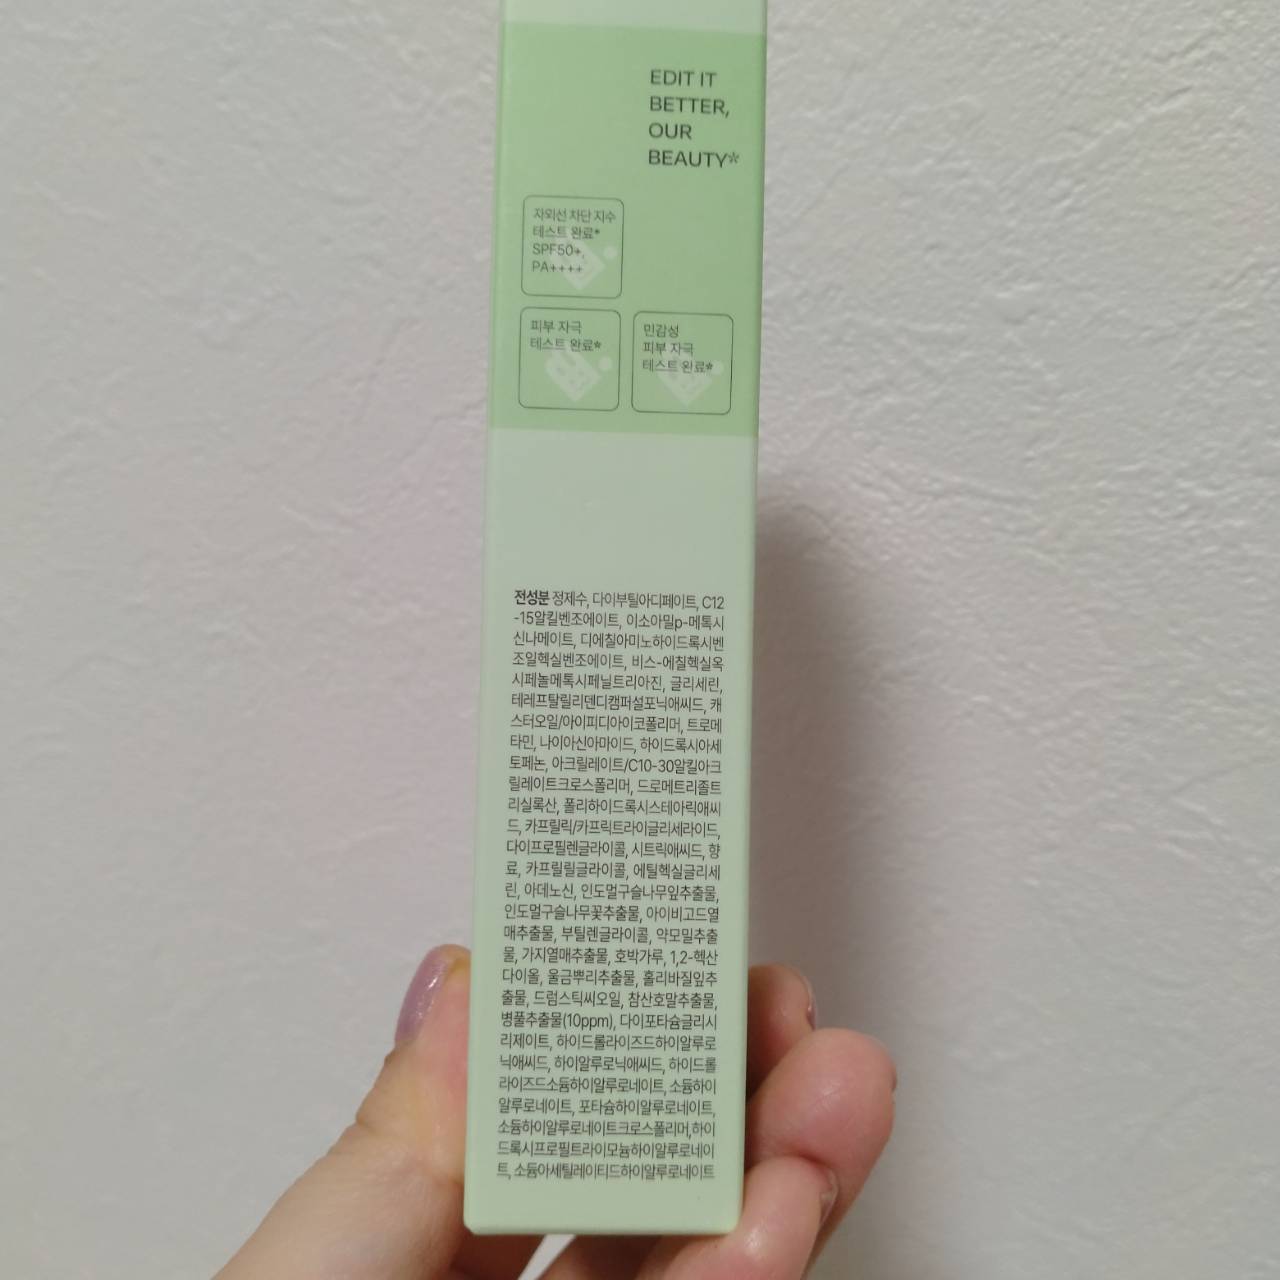 EDIT IT
BETTER,
OUR
BEAUTY*
자외선 차단 지수
테스트 완료*
SPF50+,
PA++++
피부 자극
테스트 완료*
민감성
피부 자극
테스트 완료*
전성분 정제수, 다이부틸아디페이트, C12
-15알킬벤조에이트, 이소아밀p-메톡시
신나메이트, 디에칠아미노하이드록시벤
조일헥실벤조에이트, 비스-에칠헥실옥
시페놀메톡시페닐트리아진, 글리세린,
테레프탈릴리덴디캠퍼설포닉애씨드, 캐
스터오일/아이피디아이코폴리머, 트로메
타민, 나이아신아마이드, 하이드록시아세
토페논, 아크릴레이트/C10-30알킬아크
릴레이트크로스폴리머, 드로메트리졸트
리실록산, 폴리하이드록시스테아릭애씨
드, 카프릴릭/카프릭트라이글리세라이드,
다이프로필렌글라이콜, 시트릭애씨드, 향
료, 카프릴릴글라이콜, 에틸헥실글리세
린, 아데노신, 인도멀구슬나무잎추출물,
인도멀구슬나무꽃추출물, 아이비고드열
매추출물, 부틸렌글라이콜, 약모밀추출
물, 가지열매추출물, 호박가루, 1,2-헥산
다이올, 울금뿌리추출물, 홀리바질잎추
출물, 드럼스틱씨오일, 참산호말추출물,
병풀추출물(10ppm), 다이포타슘글리시
리제이트, 하이드롤라이즈드하이알루로
닉애씨드, 하이알루로닉애씨드, 하이드롤
라이즈드소듐하이알루로네이트, 소듐하이
알루로네이트, 포타슘하이알루로네이트,
소듐하이알루로네이트크로스폴리머,하이
드록시프로필트라이모늄하이알루로네이
트, 소듐아세틸레이티드하이알루로네이트